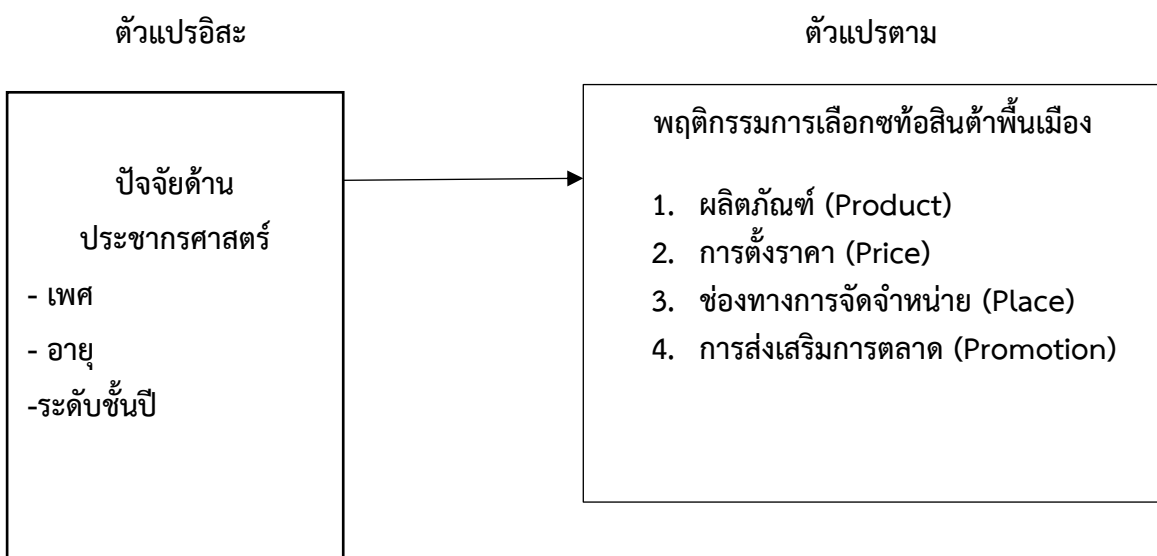 ตัวแปรอิสะ
ตัวแปรตาม
ปัจจัยด้าน
ประชากรศาสตร์
- เพศ
- อายุ
-ระดับชั้นปี
พฤติกรรมการเลือกซท้อสินต้าพื้นเมือง
1. ผลิตภัณฑ์ (Product)
2. การตั้งราคา (Price)
3. ช่องทางการจัดจำหน่าย (Place)
4. การส่งเสริมการตลาด (Promotion)